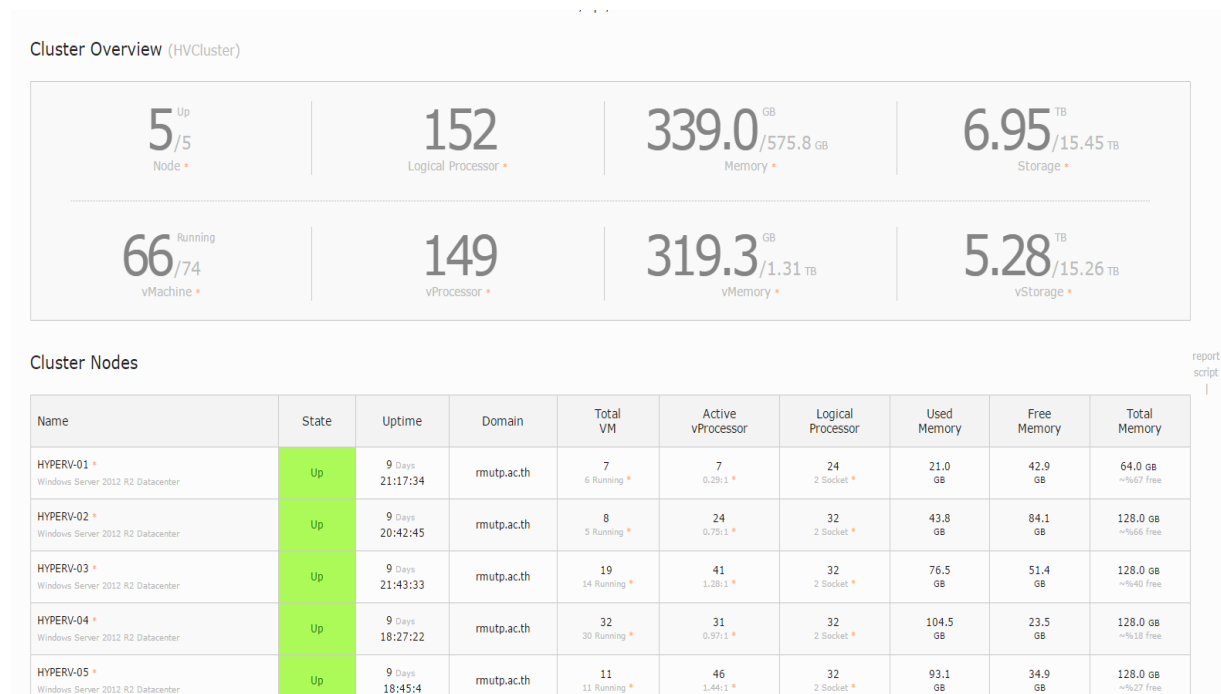 Cluster Overview (HVCluster)
5 Up /5
Node *
152
Logical Processor *
339.0 GB /575.8 GB
Memory *
6.95 TB /15.45 TB
Storage *
66 Running /74
vMachine *
149
vProcessor *
319.3 GB /1.31 TB
vMemory *
5.28 TB /15.26 TB
vStorage *
Cluster Nodes
report
script
|
Name State Uptime Domain Total VM Active vProcessor Logical Processor Used Memory Free Memory Total Memory
HYPERV-01 * Up 9 Days rmutp.ac.th 7 7 24 21.0 42.9 64.0 GB
Windows Server 2012 R2 Datacenter 21:17:34 6 Running * 0.29:1 * 2 Socket * GB GB ~%67 free
HYPERV-02 * Up 9 Days rmutp.ac.th 8 24 32 43.8 84.1 128.0 GB
Windows Server 2012 R2 Datacenter 20:42:45 5 Running * 0.75:1 * 2 Socket * GB GB ~%66 free
HYPERV-03 * Up 9 Days rmutp.ac.th 19 41 32 76.5 51.4 128.0 GB
Windows Server 2012 R2 Datacenter 21:43:33 14 Running * 1.28:1 * 2 Socket * GB GB ~%40 free
HYPERV-04 * Up 9 Days rmutp.ac.th 32 31 32 104.5 23.5 128.0 GB
Windows Server 2012 R2 Datacenter 18:27:22 30 Running * 0.97:1 * 2 Socket * GB GB ~%18 free
HYPERV-05 * Up 9 Days rmutp.ac.th 11 46 32 93.1 34.9 128.0 GB
Windows Server 2012 R2 Datacenter 18:45:4 11 Running * 1.44:1 * 2 Socket * GB GB ~%27 free